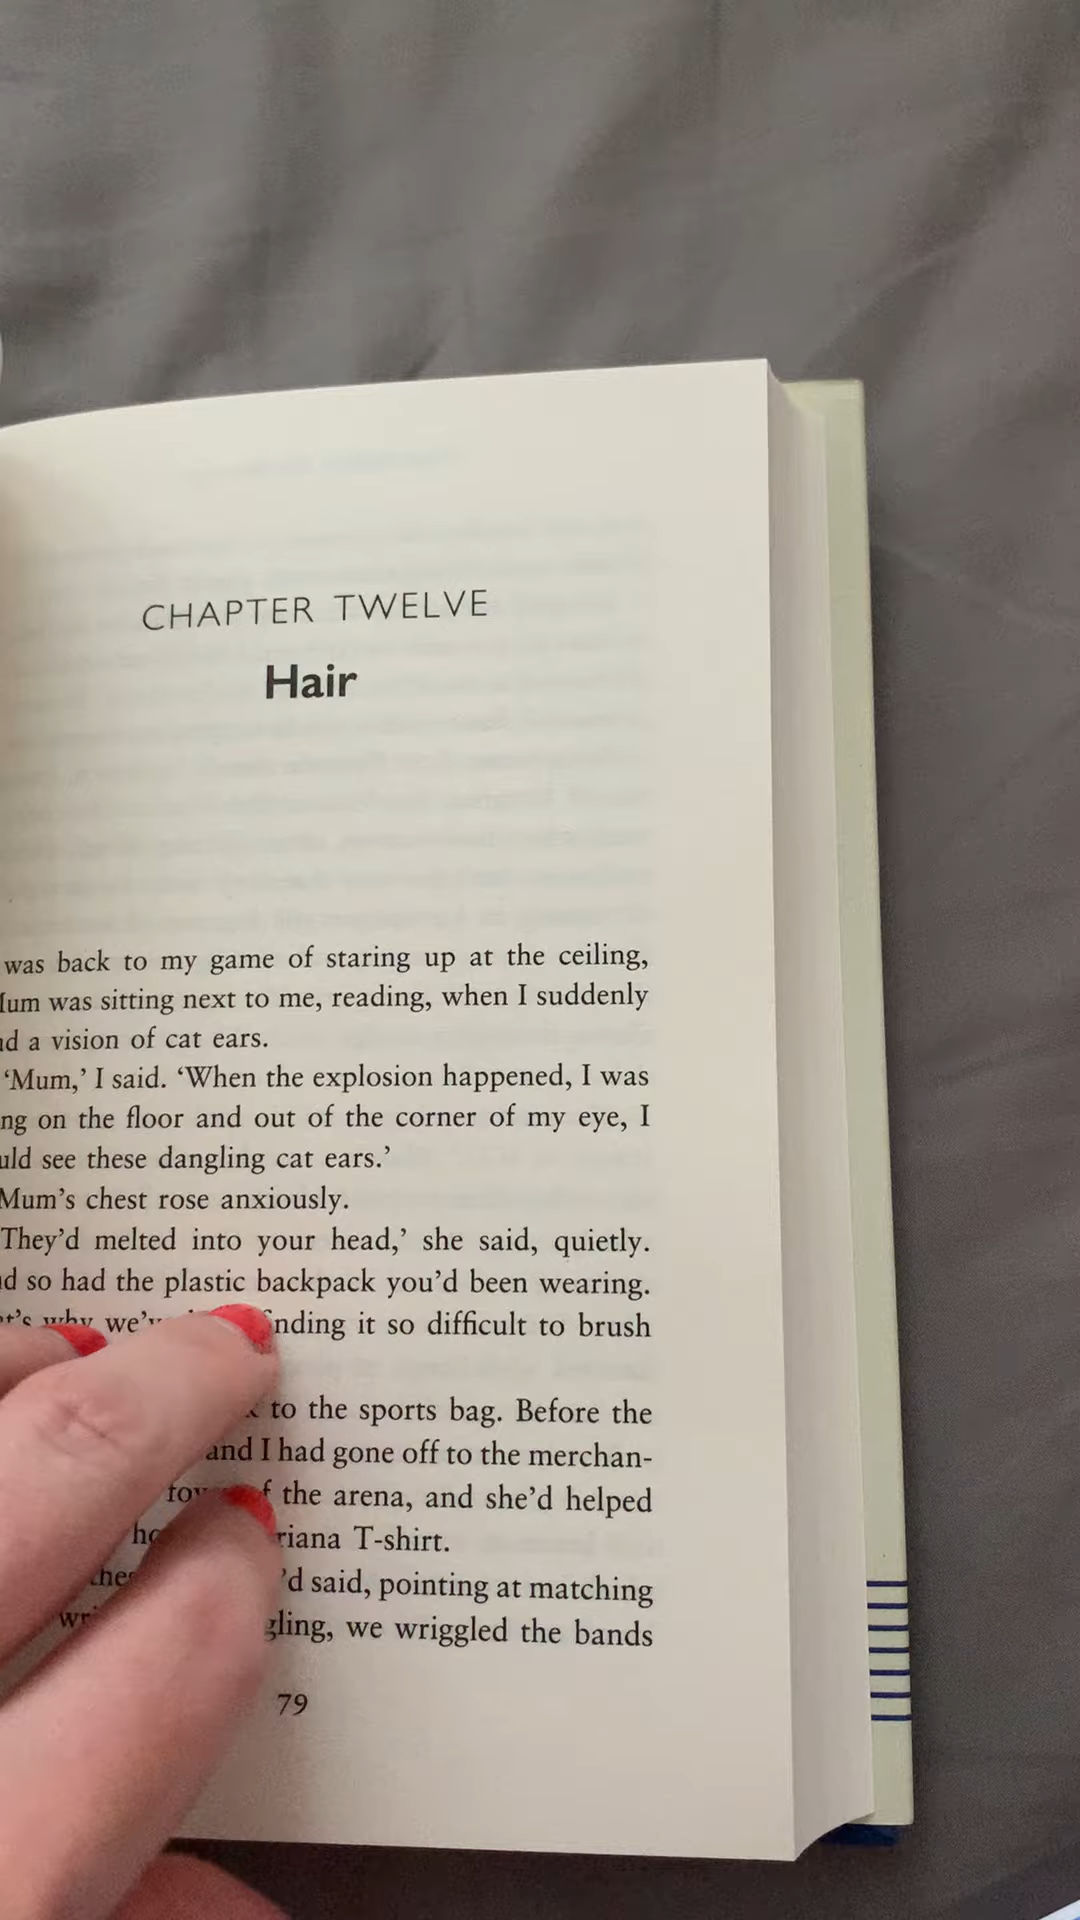 CHAPTER TWELVE
Hair
was back to my game of staring up at the ceiling,
um was sitting next to me, reading, when I suddenly
d a vision of cat ears.
‘Mum,’ I said. ‘When the explosion happened, I was
ng on the floor and out of the corner of my eye, I
uld see these dangling cat ears.’
Mum’s chest rose anxiously.
They’d melted into your head,’ she said, quietly.
d so had the plastic backpack you’d been wearing.
t’s why we’v finding it so difficult to brush
to the sports bag. Before the
and I had gone off to the merchan-
of the arena, and she’d helped
riana T-shirt.
’d said, pointing at matching
gling, we wriggled the bands
79